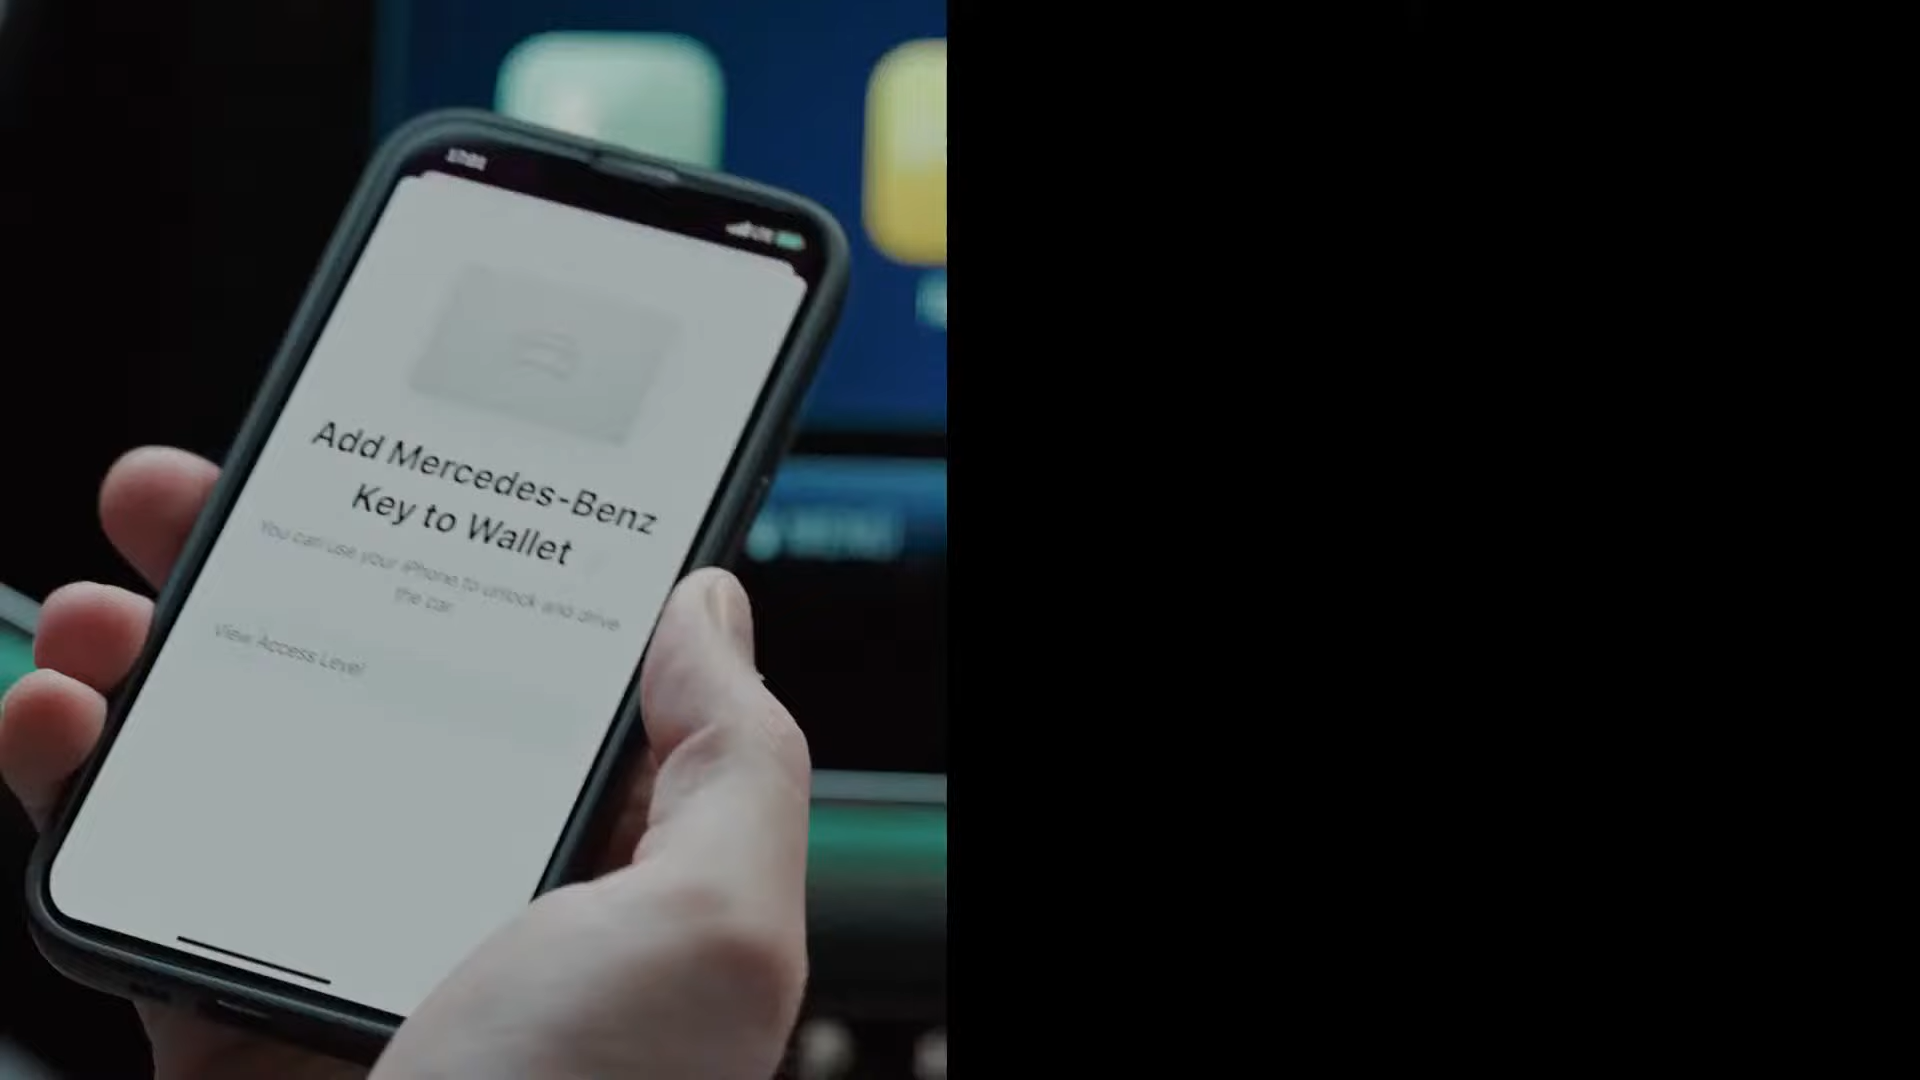 Add Mercedes-Benz
Key to Wallet
You can use your iPhone to unlock and drive
the car.
View Access Level